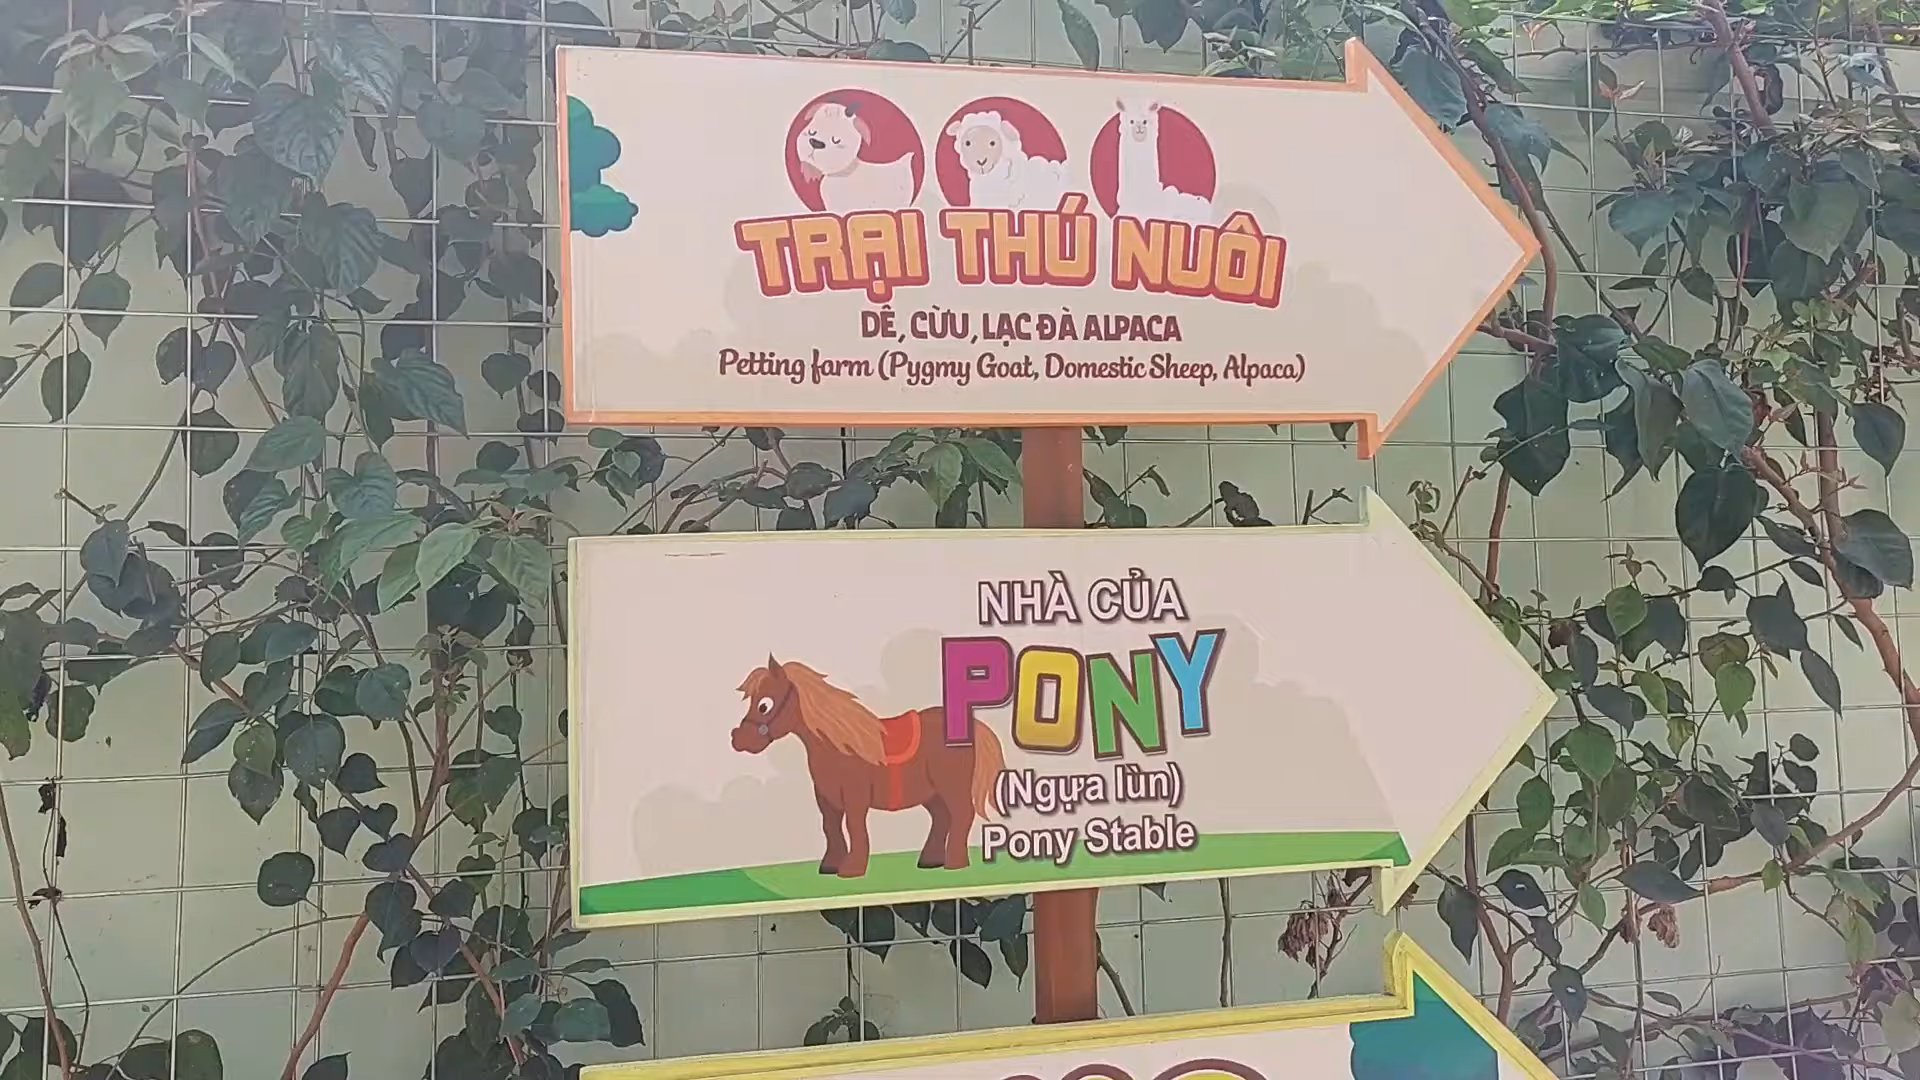 TRẠI THÚ NUÔI
DÊ, CỪU, LẠC ĐÀ ALPACA
Petting farm (Pygmy Goat, Domestic Sheep, Alpaca)
NHÀ CỦA
PONY
(Ngựa lùn)
Pony Stable